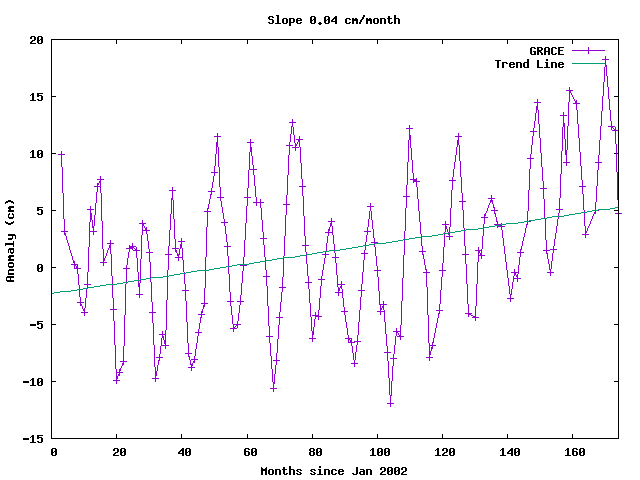 Slope 0.04 cm/month
20
GRACE
Trend Line
15
10
5
0
-5
-10
-15
Anomaly (cm)
0 20 40 60 80 100 120 140 160
Months since Jan 2002